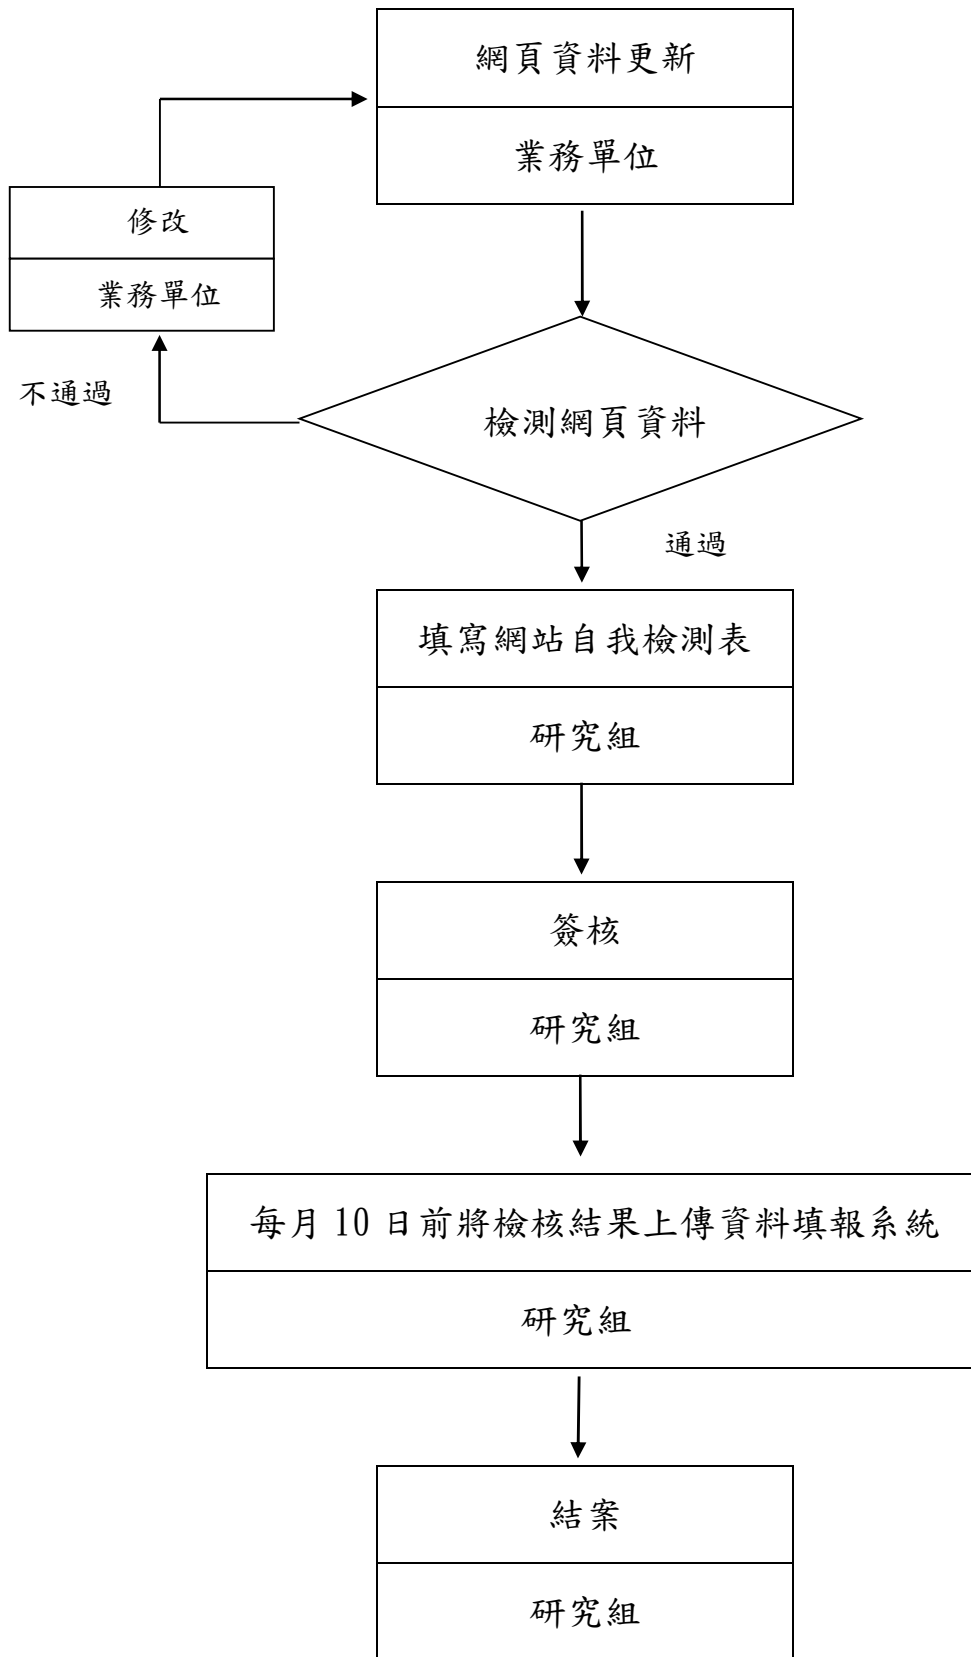 網頁資料更新
業務單位
修改
業務單位
不通過
檢測網頁資料
通過
填寫網站自我檢測表
研究組
簽核
研究組
每月 10 日前將檢核結果上傳資料填報系統
研究組
結案
研究組